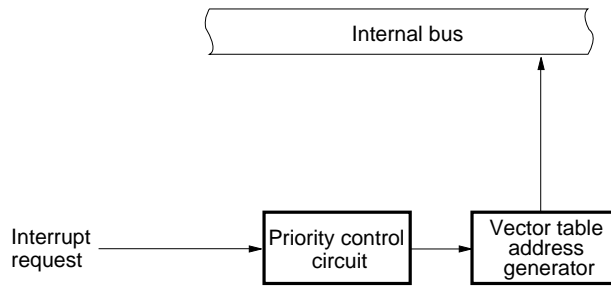 Internal bus
Interrupt
request
Priority control
circuit
Vector table
address
generator